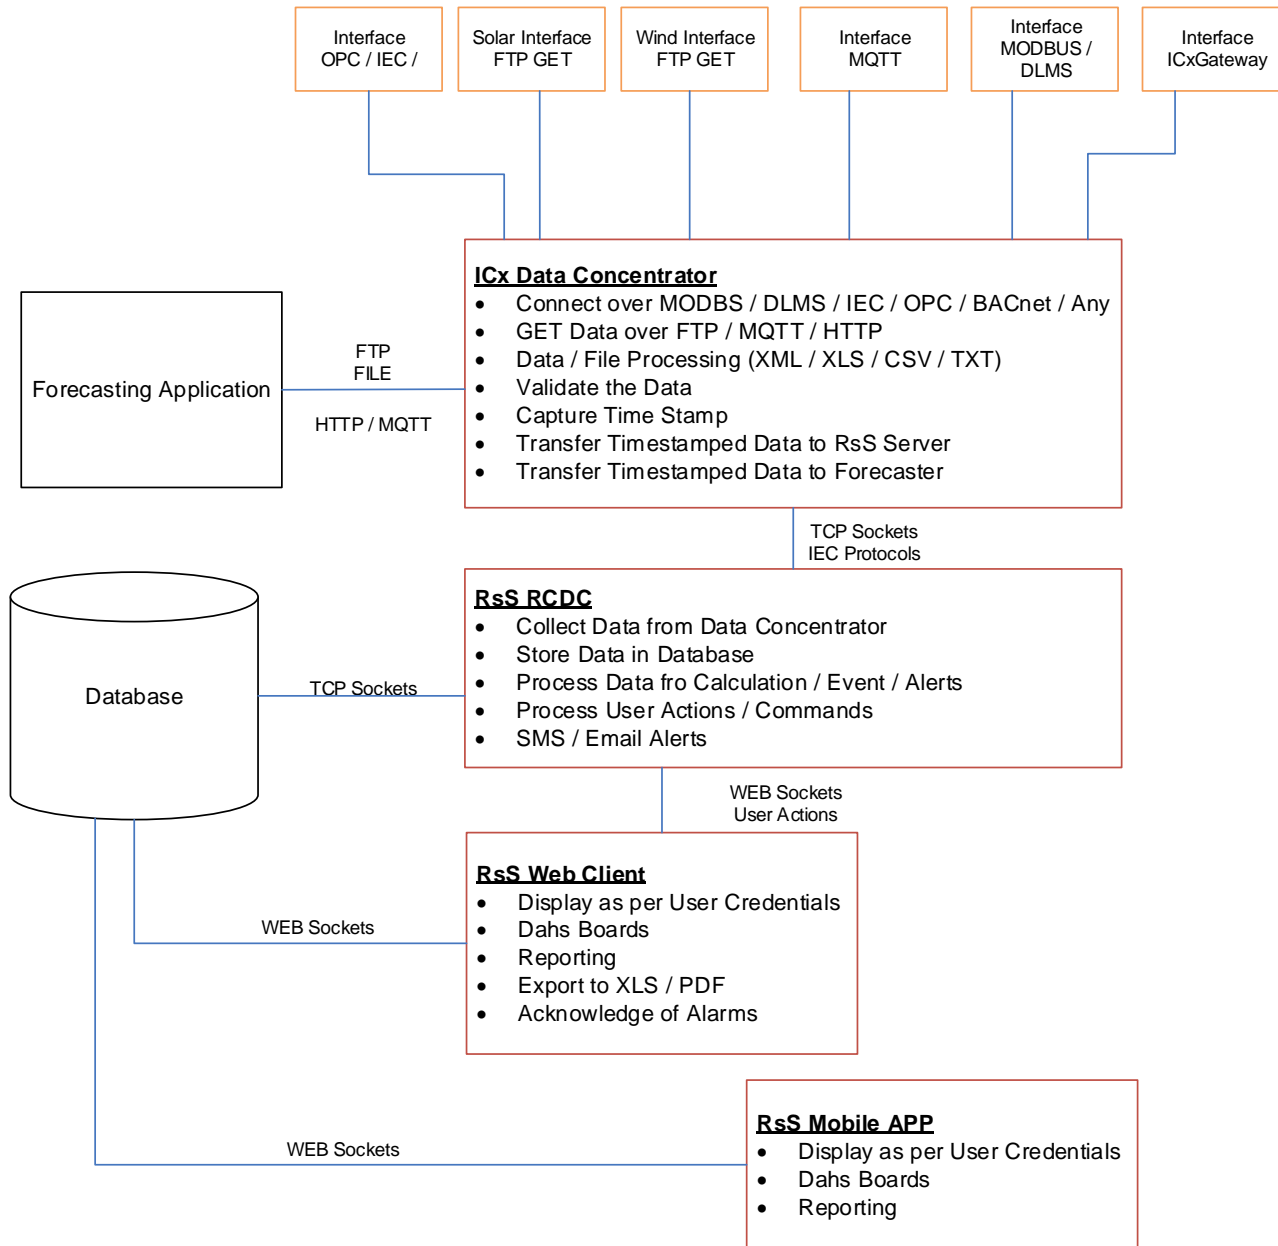 Interface
OPC / IEC /
Solar Interface
FTP GET
Wind Interface
FTP GET
Interface
MQTT
Interface
MODBUS /
DLMS
Interface
ICxGateway
ICx Data Concentrator
• Connect over MODBS / DLMS / IEC / OPC / BACnet / Any
• GET Data over FTP / MQTT / HTTP
• Data / File Processing (XML / XLS / CSV / TXT)
• Validate the Data
• Capture Time Stamp
• Transfer Timestamped Data to RsS Server
• Transfer Timestamped Data to Forecaster
Forecasting Application
FTP
FILE
HTTP / MQTT
TCP Sockets
IEC Protocols
RsS RCDC
• Collect Data from Data Concentrator
• Store Data in Database
• Process Data fro Calculation / Event / Alerts
• Process User Actions / Commands
• SMS / Email Alerts
Database
TCP Sockets
WEB Sockets
User Actions
RsS Web Client
• Display as per User Credentials
• Dahs Boards
• Reporting
• Export to XLS / PDF
• Acknowledge of Alarms
WEB Sockets
RsS Mobile APP
• Display as per User Credentials
• Dahs Boards
• Reporting
WEB Sockets